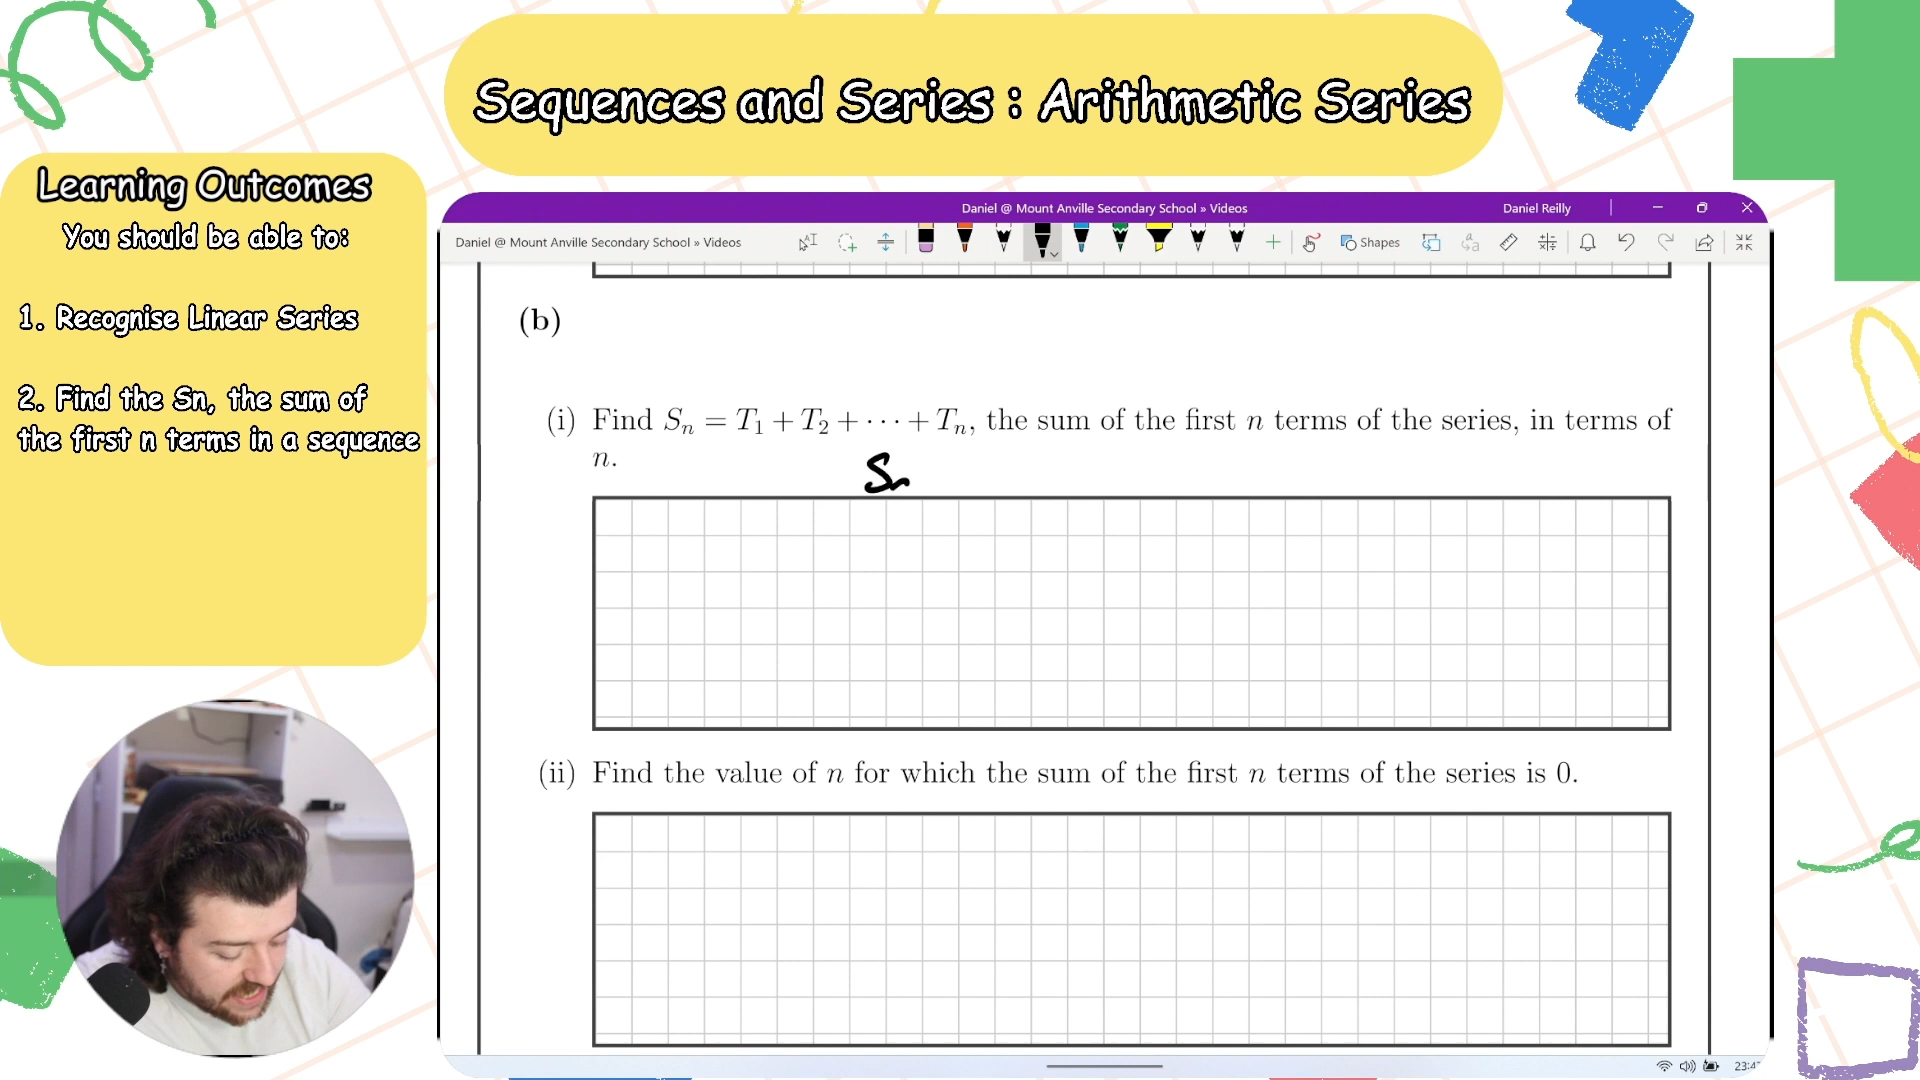 Sequences and Series : Arithmetic Series
Learning Outcomes
You should be able to:
1. Recognise Linear Series
2. Find the Sn, the sum of
the first n terms in a sequence
Daniel @ Mount Anville Secondary School » Videos
Daniel Reilly
Daniel @ Mount Anville Secondary School » Videos
Shapes
(b)
(i) Find Sₙ = T₁ + T₂ + ··· + Tₙ, the sum of the first n terms of the series, in terms of
n.
Sn
(ii) Find the value of n for which the sum of the first n terms of the series is 0.